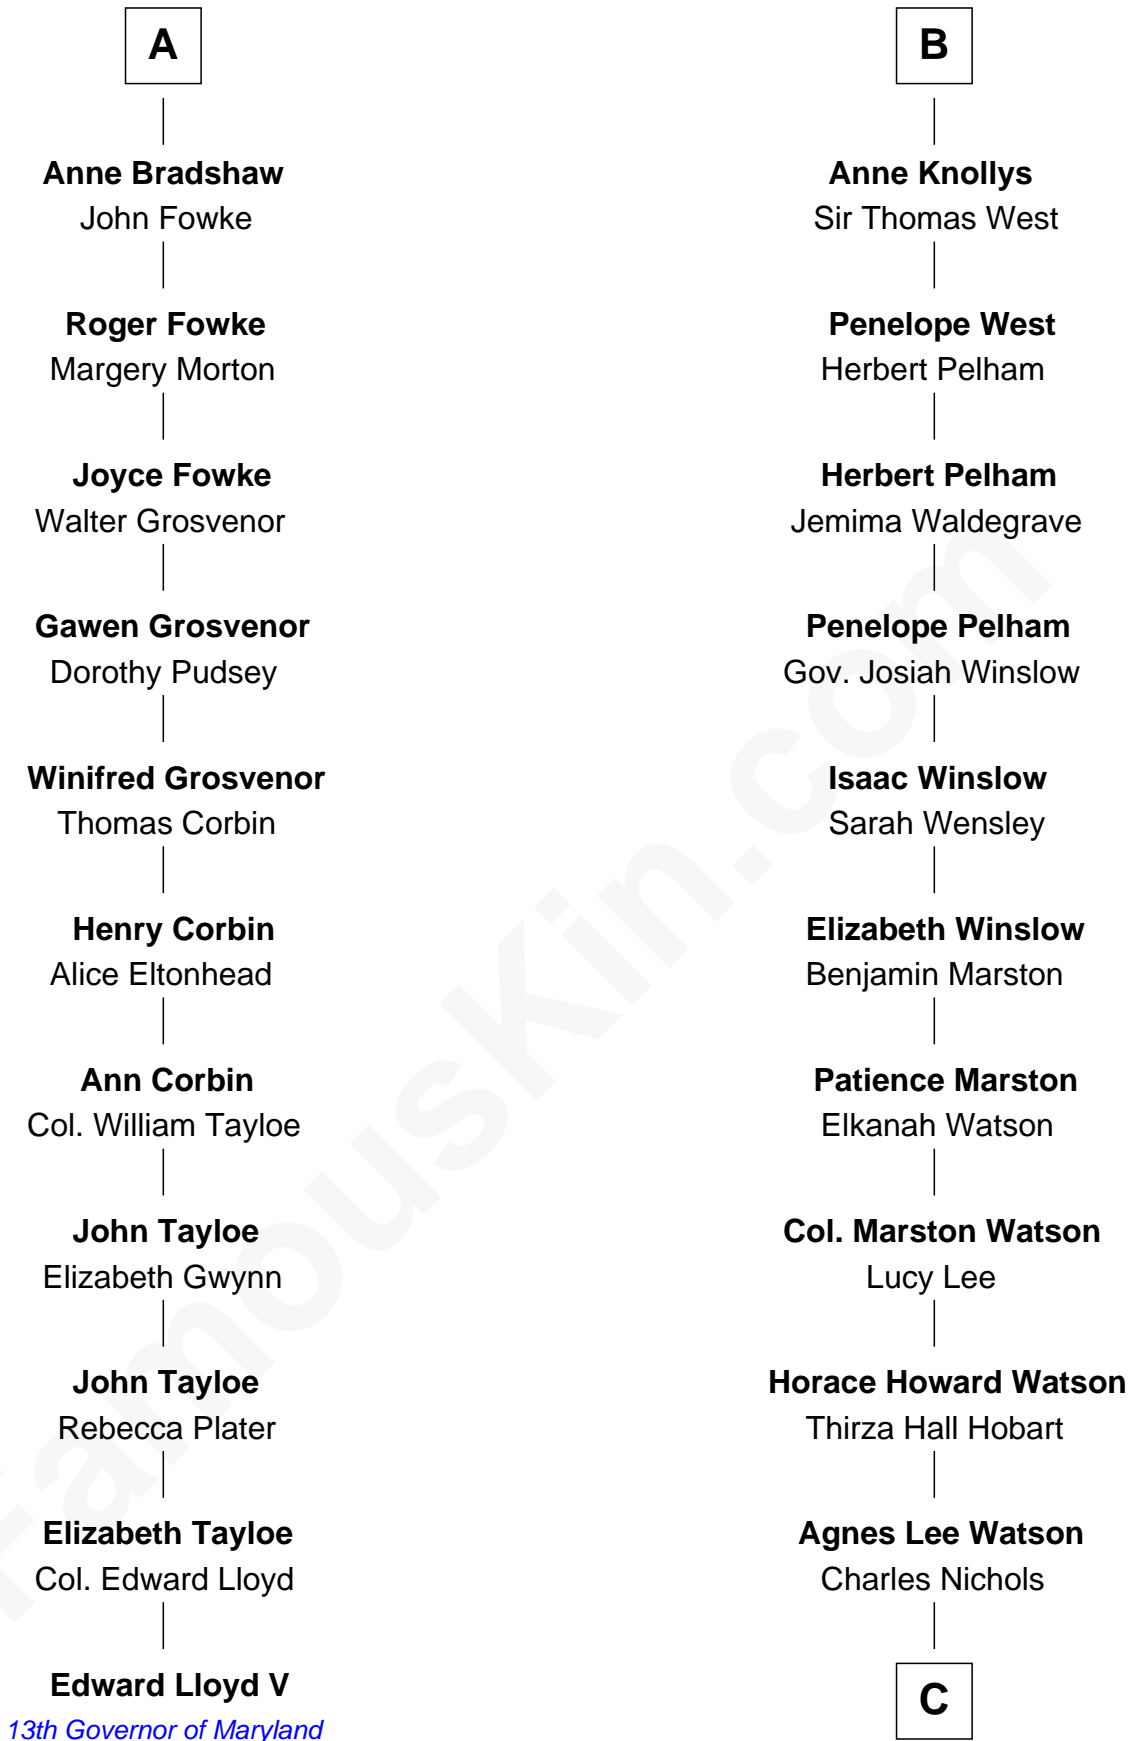 A
Anne Bradshaw
John Fowke
Roger Fowke
Margery Morton
Joyce Fowke
Walter Grosvenor
Gawen Grosvenor
Dorothy Pudsey
Winifred Grosvenor
Thomas Corbin
Henry Corbin
Alice Eltonhead
Ann Corbin
Col. William Tayloe
John Tayloe
Elizabeth Gwynn
John Tayloe
Rebecca Plater
Elizabeth Tayloe
Col. Edward Lloyd
Edward Lloyd V
13th Governor of Maryland
B
Anne Knollys
Sir Thomas West
Penelope West
Herbert Pelham
Herbert Pelham
Jemima Waldegrave
Penelope Pelham
Gov. Josiah Winslow
Isaac Winslow
Sarah Wensley
Elizabeth Winslow
Benjamin Marston
Patience Marston
Elkanah Watson
Col. Marston Watson
Lucy Lee
Horace Howard Watson
Thirza Hall Hobart
Agnes Lee Watson
Charles Nichols
C
FamousKin.com